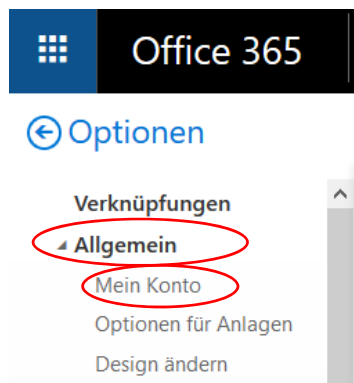 Office 365
Optionen
Verknüpfungen
Allgemein
Mein Konto
Optionen für Anlagen
Design ändern